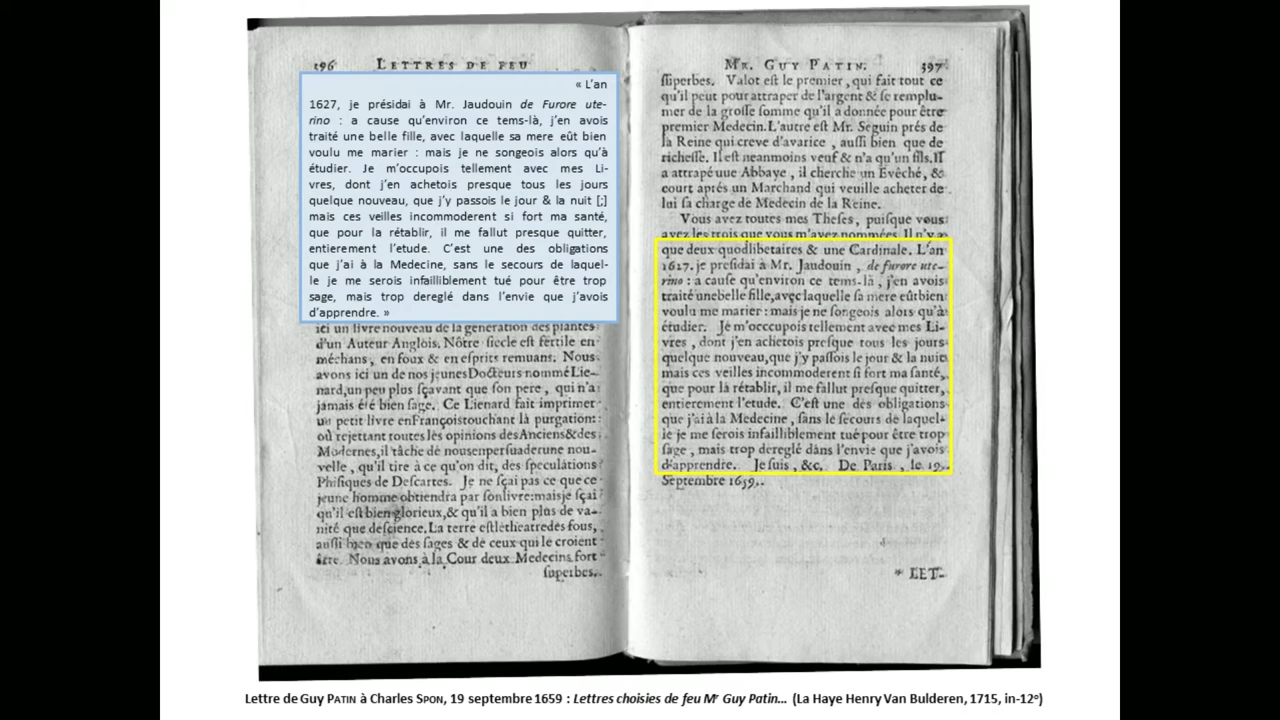 196 LETTRES DE FEU
« L’an
1627, je présidai à Mr. Jaudouin de Furore ute-
rino : a cause qu’environ ce tems-là, j’en avois
traité une belle fille, avec laquelle sa mere eût bien
voulu me marier : mais je ne songeois alors qu’à
étudier. Je m’occupois tellement avec mes Li-
vres, dont j’en achetois presque tous les jours
quelque nouveau, que j’y passois le jour & la nuit [;]
mais ces veilles incommoderent si fort ma santé,
que pour la rétablir, il me fallut presque quitter,
entierement l’etude. C’est une des obligations
que j’ai à la Medecine, sans le secours de laquel-
le je me serois infailliblement tué pour être trop
sage, mais trop dereglé dans l’envie que j’avois
d’apprendre. »
ici un livre nouveau de la generation des plantes
d'un Auteur Anglois. Nôtre siecle est fertile en
méchans, en foux & en esprits remuans. Nous
avons ici un de nos jeunes Docteurs nommé Lie-
nard, un peu plus sçavant que son pere, qui n'a
jamais été bien sage. Ce Lienard fait imprimer
un petit livre en François touchant là purgation:
où rejettant toutes les opinions des Anciens & des
Modernes, il tâche de nous en persuader une nou-
velle, qu'il tire à ce qu'on dit, des speculations
Phisiques de Descartes. Je ne sçai pas ce que ce
jeune homme obtiendra par son livre: mais je sçai
qu'il est bien glorieux, & qu'il a bien plus de va-
nité que de science. La terre est le theatre des fous,
aussi bien que des sages & de ceux qui le croient
être. Nous avons à la Cour deux Medecins fort
superbes.
MR. GUY PATIN. 397
superbes. Valot est le premier, qui fait tout ce
qu'il peut pour attraper de l'argent & se remplu-
mer de la grosse somme qu'il a donnée pour être
premier Medecin. L'autre est Mr. Seguin prés de
la Reine qui creve d'avarice, aussi bien que de
richesse. Il est neanmoins veuf & n'a qu'un fils. Il
a attrapé uue Abbaye, il cherche un Evêché, &
court aprés un Marchand qui veuille acheter de
lui sa charge de Medecin de la Reine.
Vous avez toutes mes Theses, puisque vous
avez les trois que vous m'avez nommées. Il n'y a
que deux quodlibetaires & une Cardinale. L'an
1627. je presidai à Mr. Jaudouin, de furore ute-
rino : a cause qu'environ ce tems-là, j'en avois
traité une belle fille, avec laquelle sa mere eût bien
voulu me marier : mais je ne songeois alors qu'à
étudier. Je m'occcupois tellement avec mes Li-
vres, dont j'en achetois presque tous les jours
quelque nouveau, que j'y passois le jour & la nuit
mais ces veilles incommoderent si fort ma santé,
que pour la rétablir, il me fallut presque quitter,
entierement l'etude. C'est une des obligations
que j'ai à la Medecine, sans le secours de laquel-
le je me serois infailliblement tué pour être trop
sage, mais trop dereglé dans l'envie que j'avois
d'apprendre. Je suis, &c. De Paris, le 19.
Septembre 1659.
* LET-
Lettre de Guy PATIN à Charles SPON, 19 septembre 1659 : Lettres choisies de feu Mr Guy Patin... (La Haye Henry Van Bulderen, 1715, in-12o)